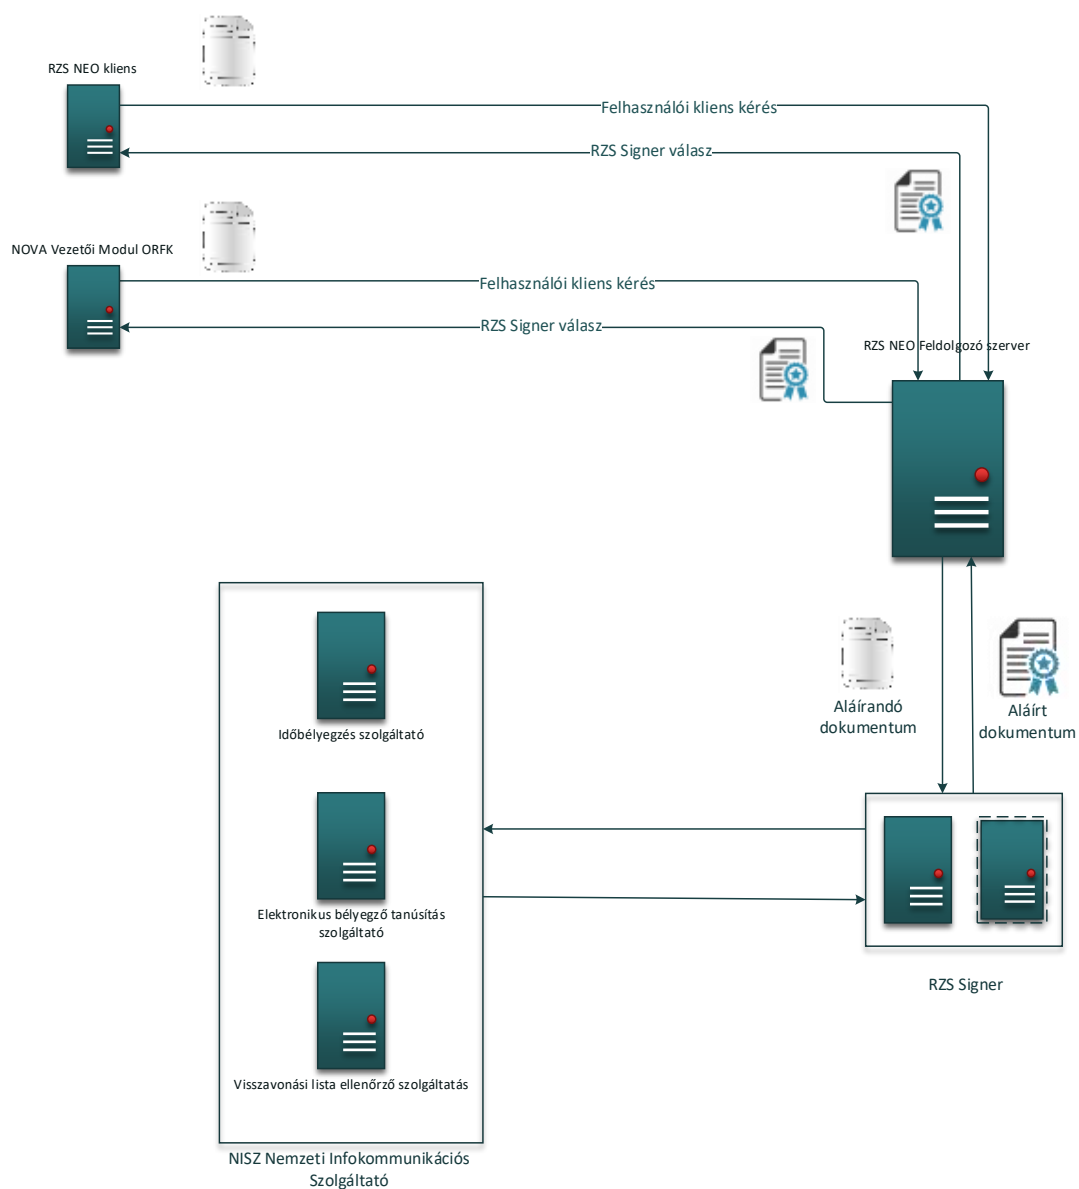 RZS NEO kliens
Felhasználói kliens kérés
RZS Signer válasz
NOVA Vezetői Modul ORFK
Felhasználói kliens kérés
RZS Signer válasz
RZS NEO Feldolgozó szerver
Aláírandó
dokumentum
Aláírt
dokumentum
Időbélyegzés szolgáltató
Elektronikus bélyegző tanúsítás
szolgáltató
Visszavonási lista ellenőrző szolgáltatás
RZS Signer
NISZ Nemzeti Infokommunikációs
Szolgáltató